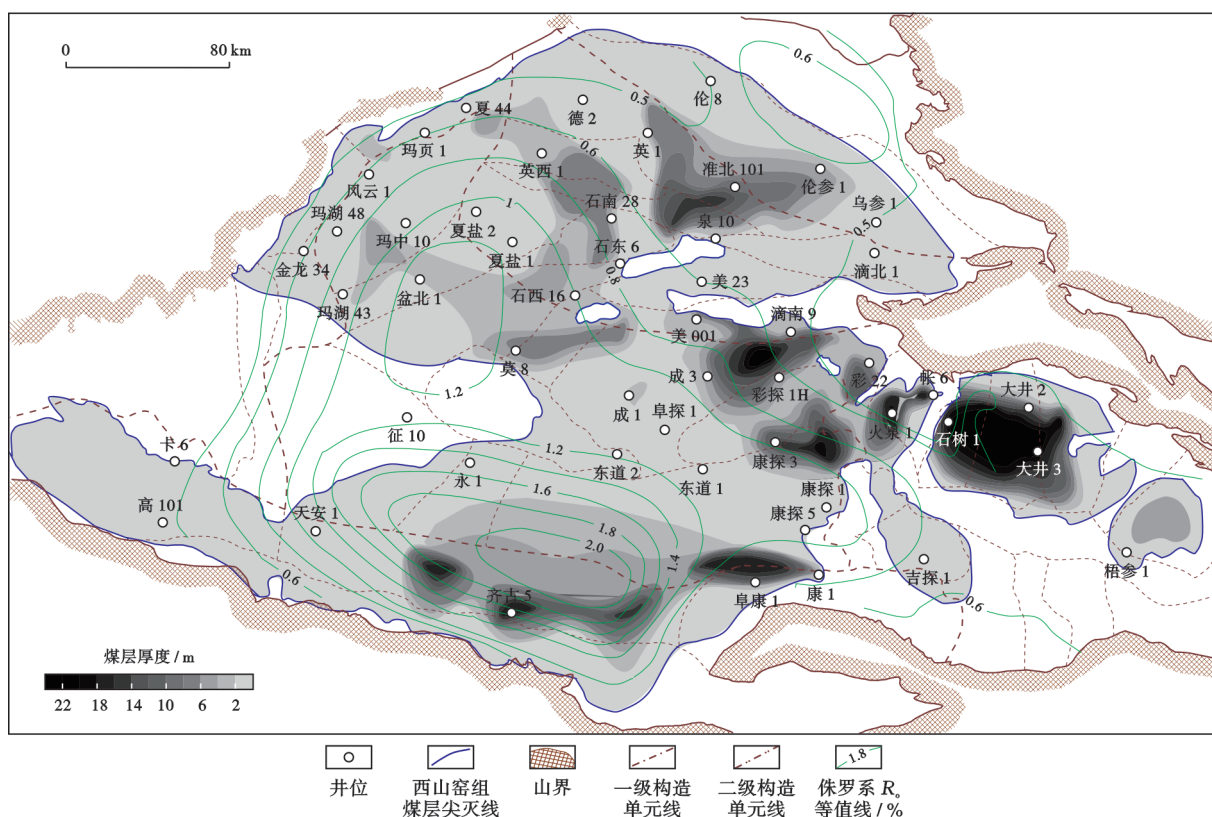 0 80 km
0.6
夏 44
0.5
德 2
伦 8
玛页 1
英 1
0.6
英西 1
准北 101
伦参 1
风云 1
石南 28
乌参 1
玛湖 48
1
夏盐 2
泉 10
0.5
玛中 10
夏盐 1
石东 6
滴北 1
金龙 34
0.8
美 23
盆北 1
石西 16
玛湖 43
滴南 9
美 001
莫 8
彩 22
帐 6
成 3
彩探 1H
大井 2
1.2
成 1
阜探 1
火泉 1
石树 1
征 10
卡 6
1.2
康探 3
大井 3
永 1
东道 2
东道 1
1.6
康探 1
高 101
天安 1
1.8
康探 5
2.0
1.4
吉探 1
梧参 1
0.6
齐古 5
阜康 1
康 1
0.6
煤层厚度 / m
22 18 14 10 6 2
1.8
井位 西山窑组 山界 一级构造 二级构造 侏罗系 Rₒ
煤层尖灭线 单元线 单元线 等值线 / %